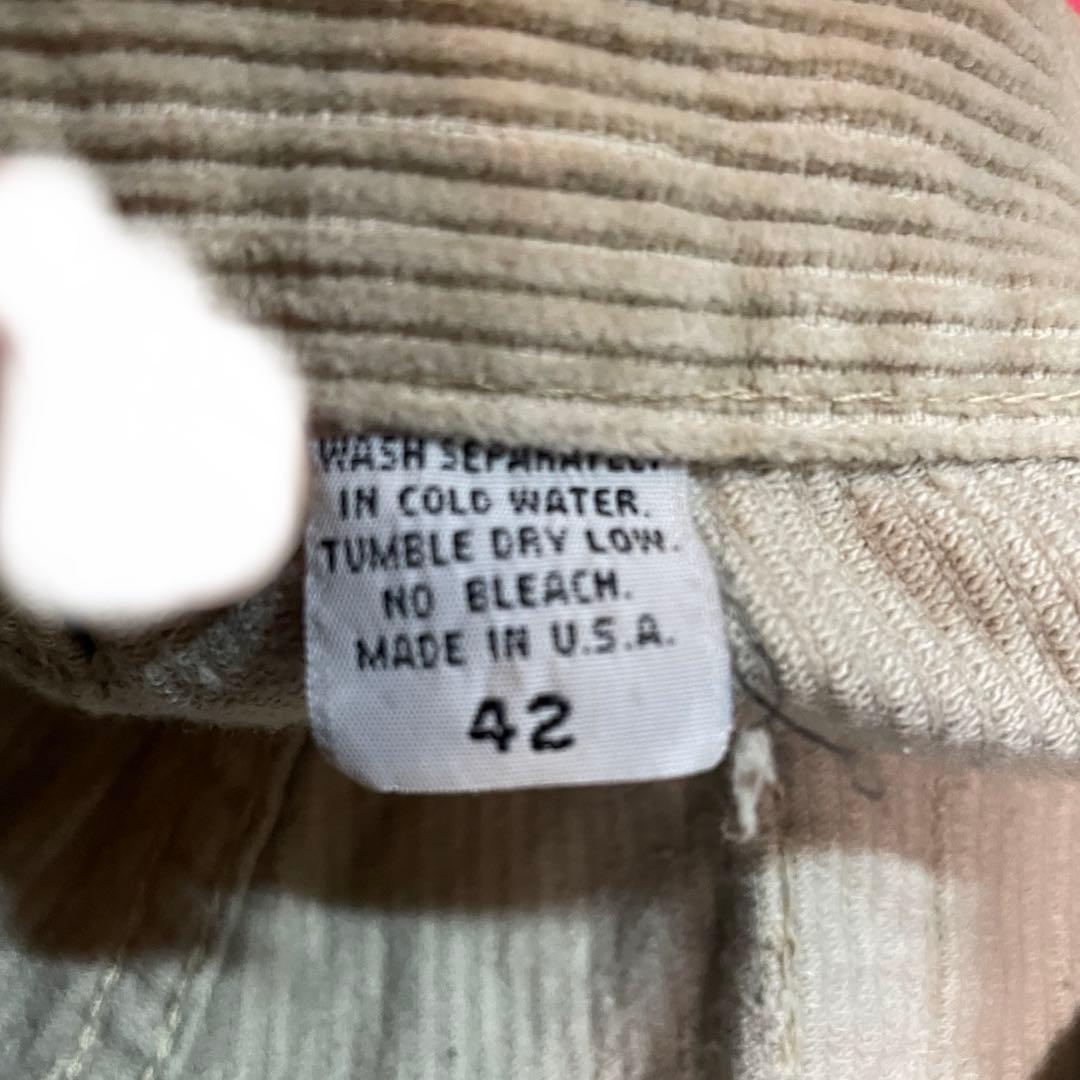 WASH SEPARATELY
IN COLD WATER.
TUMBLE DRY LOW.
NO BLEACH.
MADE IN U.S.A.
42